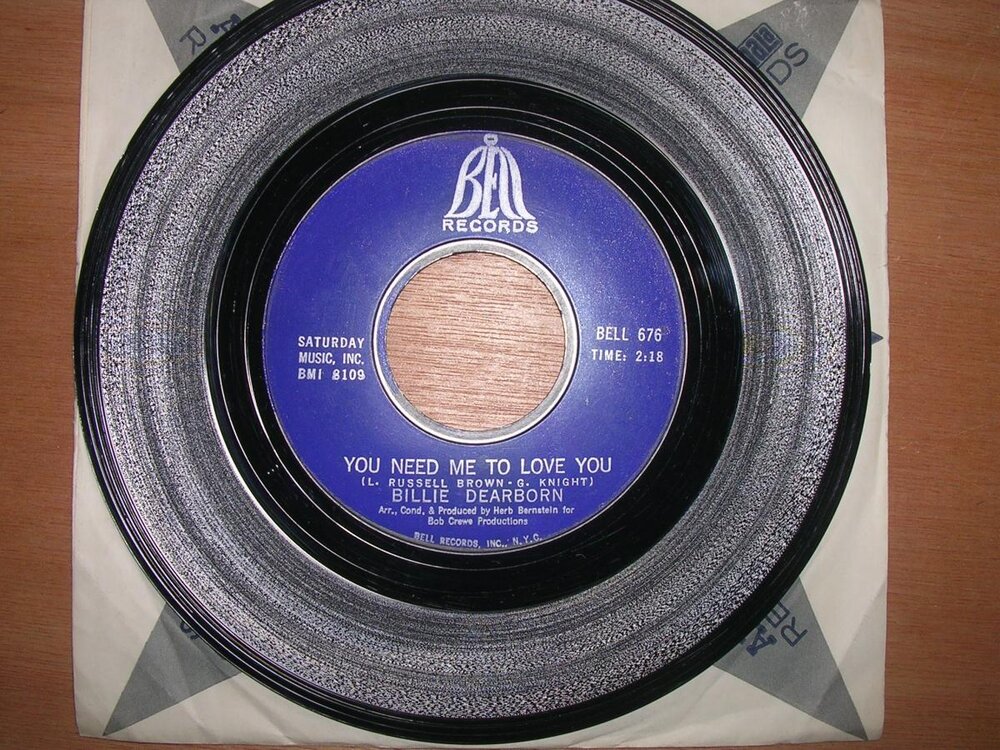 BELL
RECORDS
SATURDAY
MUSIC, INC.
BMI 8109
BELL 676
TIME: 2:18
YOU NEED ME TO LOVE YOU
(L. RUSSELL BROWN - G. KNIGHT)
BILLIE DEARBORN
Arr., Cond. & Produced by Herb Bernstein for
Bob Crewe Productions
BELL RECORDS, INC., N.Y.C.